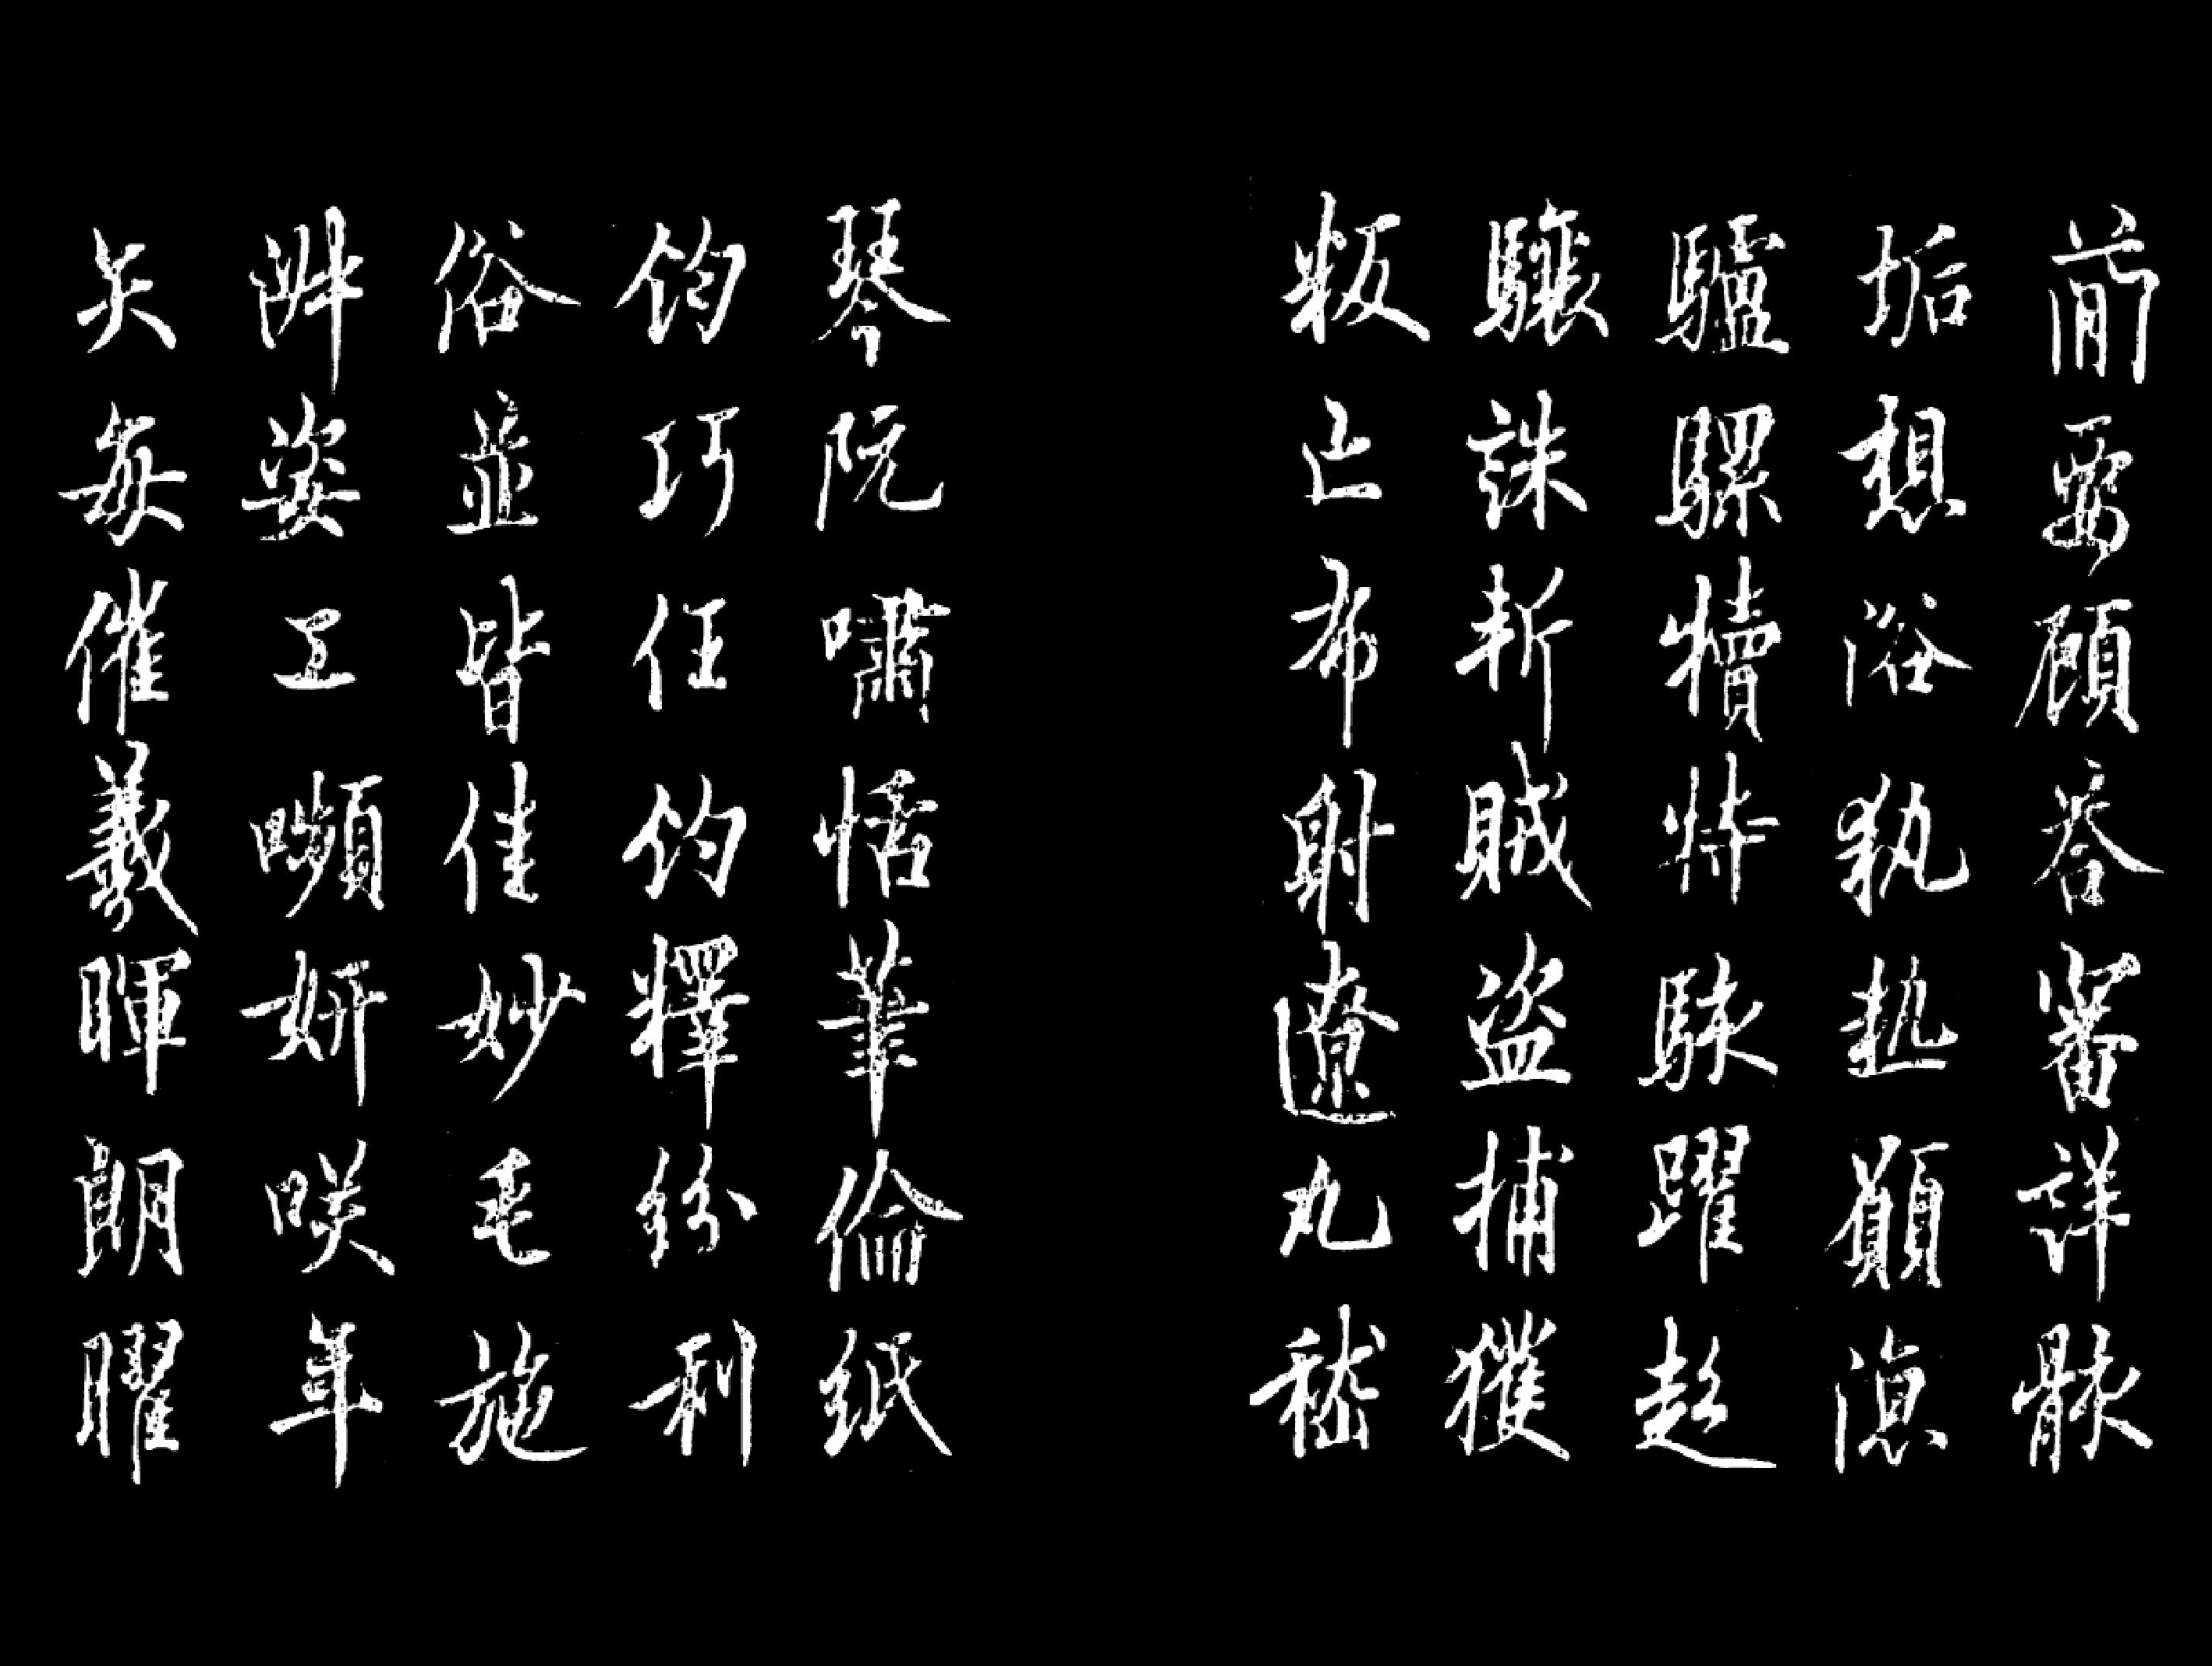 蕑要顧答審詳骸
垢想浴執熱願涼
驢騾犢特駭躍超
驤誅斬賊盜捕獲
叛亡布射遼丸嵇
琴阮嘯恬筆倫紙
鈞巧任釣釋紛利
俗並皆佳妙毛施
淑姿工嚬妍咲年
矢每催羲暉朗曜